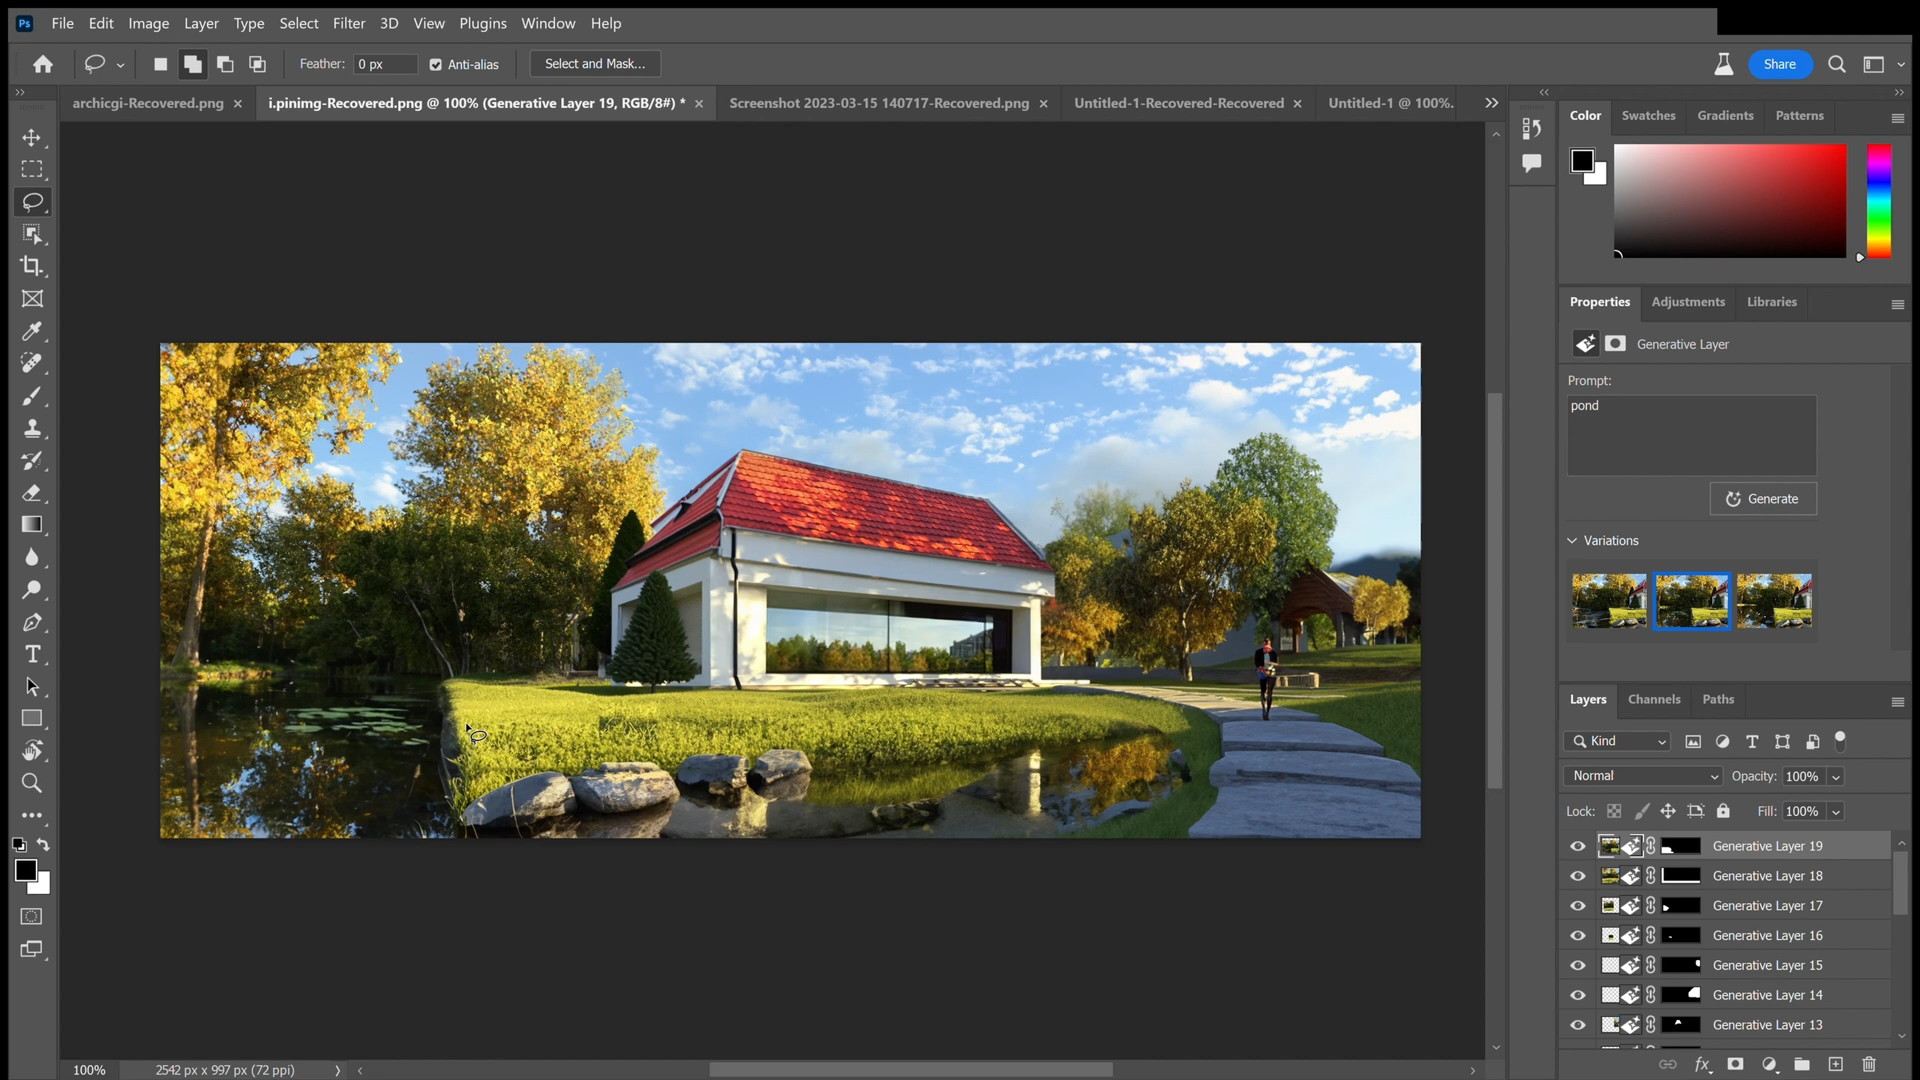 Ps File Edit Image Layer Type Select Filter 3D View Plugins Window Help
Feather: 0 px Anti-alias Select and Mask... Share
archicgi-Recovered.png × i.pinimg-Recovered.png @ 100% (Generative Layer 19, RGB/8#) * × Screenshot 2023-03-15 140717-Recovered.png × Untitled-1-Recovered-Recovered × Untitled-1 @ 100%.
Color Swatches Gradients Patterns
Properties Adjustments Libraries
Generative Layer
Prompt:
pond
Generate
Variations
Layers Channels Paths
Kind
Normal Opacity: 100%
Lock: Fill: 100%
Generative Layer 19
Generative Layer 18
Generative Layer 17
Generative Layer 16
Generative Layer 15
Generative Layer 14
Generative Layer 13
100% 2542 px x 997 px (72 ppi)
fx